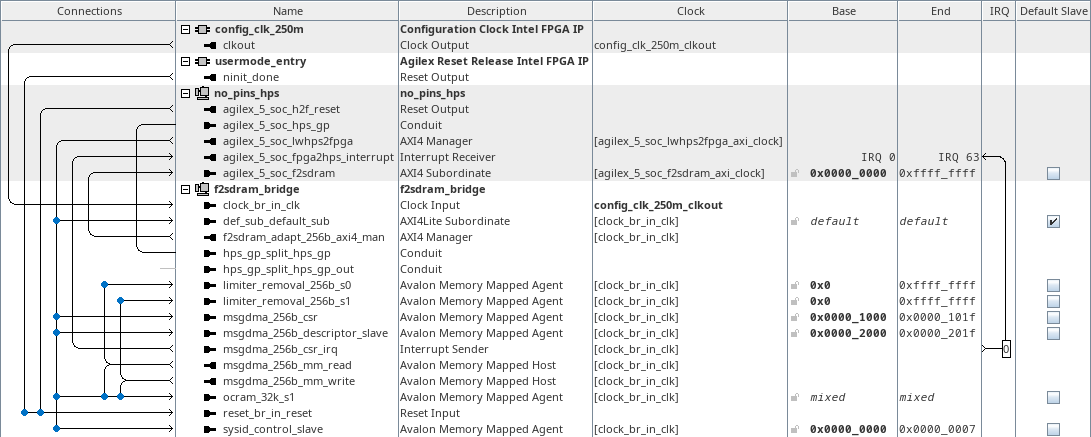 Connections Name Description Clock Base End IRQ Default Slave
config_clk_250m Configuration Clock Intel FPGA IP
clkout Clock Output config_clk_250m_clkout
usermode_entry Agilex Reset Release Intel FPGA IP
ninit_done Reset Output
no_pins_hps no_pins_hps
agilex_5_soc_h2f_reset Reset Output
agilex_5_soc_hps_gp Conduit
agilex_5_soc_lwhps2fpga AXI4 Manager [agilex_5_soc_lwhps2fpga_axi_clock]
agilex_5_soc_fpga2hps_interrupt Interrupt Receiver IRQ 0 IRQ 63
agilex_5_soc_f2sdram AXI4 Subordinate [agilex_5_soc_f2sdram_axi_clock] 0x0000_0000 0xffff_ffff
f2sdram_bridge f2sdram_bridge
clock_br_in_clk Clock Input config_clk_250m_clkout
def_sub_default_sub AXI4Lite Subordinate [clock_br_in_clk] default default
f2sdram_adapt_256b_axi4_man AXI4 Manager [clock_br_in_clk]
hps_gp_split_hps_gp Conduit
hps_gp_split_hps_gp_out Conduit
limiter_removal_256b_s0 Avalon Memory Mapped Agent [clock_br_in_clk] 0x0 0xffff_ffff
limiter_removal_256b_s1 Avalon Memory Mapped Agent [clock_br_in_clk] 0x0 0xffff_ffff
msgdma_256b_csr Avalon Memory Mapped Agent [clock_br_in_clk] 0x0000_1000 0x0000_101f
msgdma_256b_descriptor_slave Avalon Memory Mapped Agent [clock_br_in_clk] 0x0000_2000 0x0000_201f
msgdma_256b_csr_irq Interrupt Sender [clock_br_in_clk] 0
msgdma_256b_mm_read Avalon Memory Mapped Host [clock_br_in_clk]
msgdma_256b_mm_write Avalon Memory Mapped Host [clock_br_in_clk]
ocram_32k_s1 Avalon Memory Mapped Agent [clock_br_in_clk] mixed mixed
reset_br_in_reset Reset Input
sysid_control_slave Avalon Memory Mapped Agent [clock_br_in_clk] 0x0000_0000 0x0000_0007